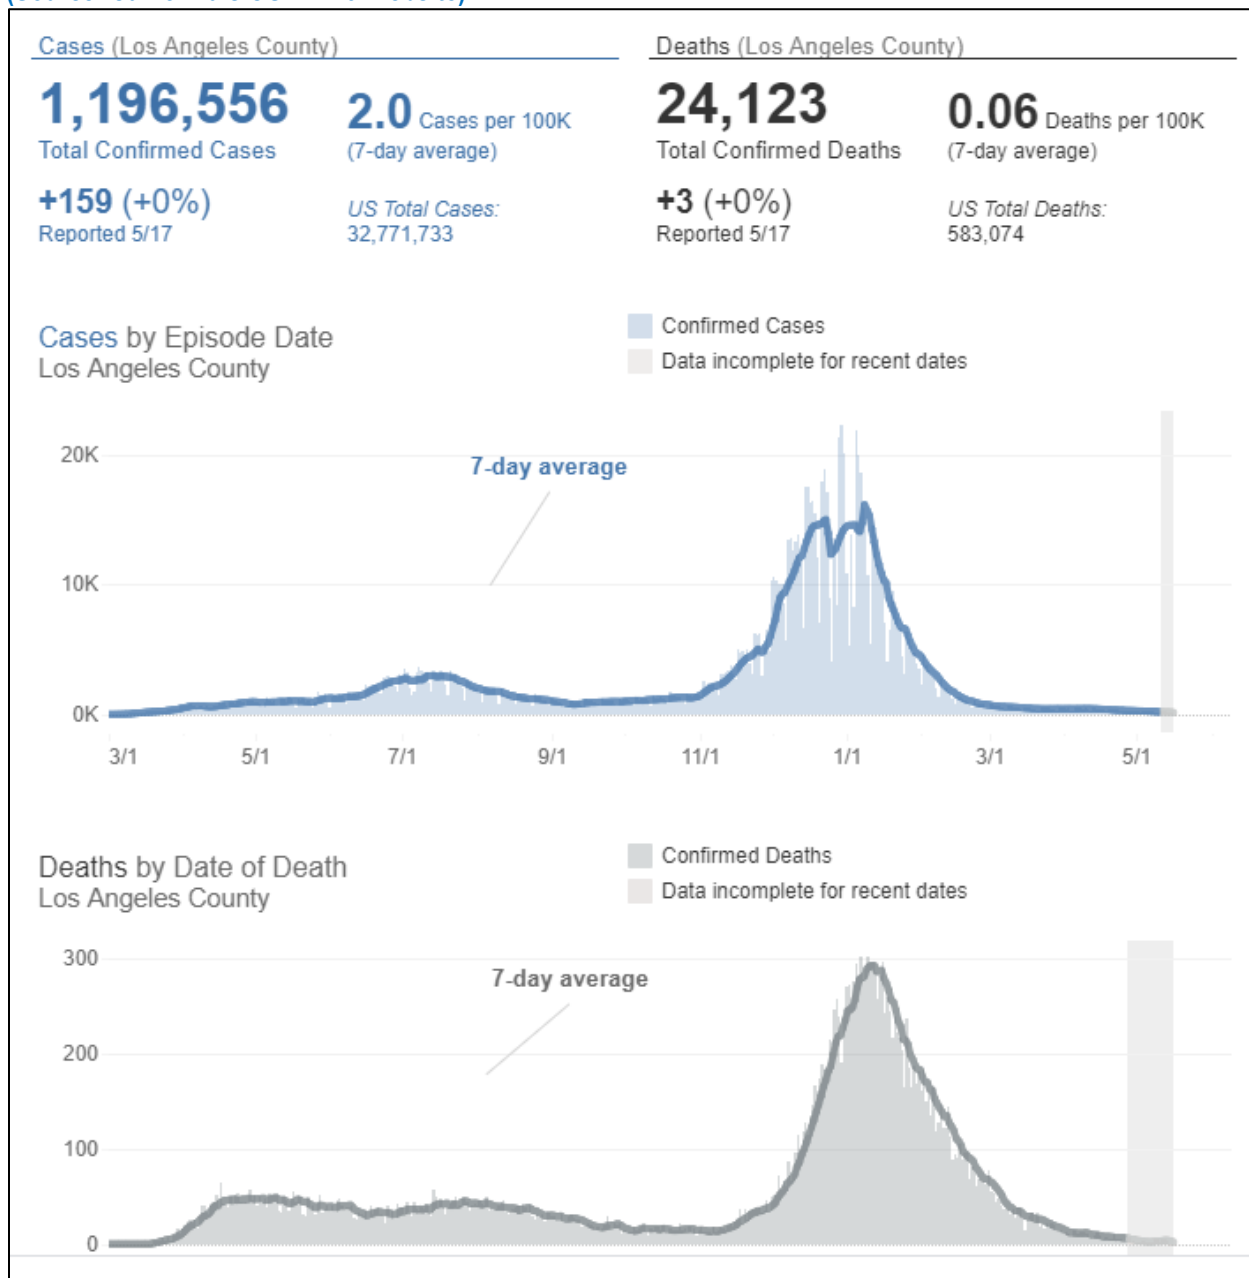 Cases (Los Angeles County)
1,196,556
Total Confirmed Cases
2.0 Cases per 100K
(7-day average)
+159 (+0%)
Reported 5/17
US Total Cases:
32,771,733
Deaths (Los Angeles County)
24,123
Total Confirmed Deaths
0.06 Deaths per 100K
(7-day average)
+3 (+0%)
Reported 5/17
US Total Deaths:
583,074
Cases by Episode Date
Los Angeles County
Confirmed Cases
Data incomplete for recent dates
20K
10K
0K
7-day average
3/1 5/1 7/1 9/1 11/1 1/1 3/1 5/1
Deaths by Date of Death
Los Angeles County
Confirmed Deaths
Data incomplete for recent dates
300
200
100
0
7-day average